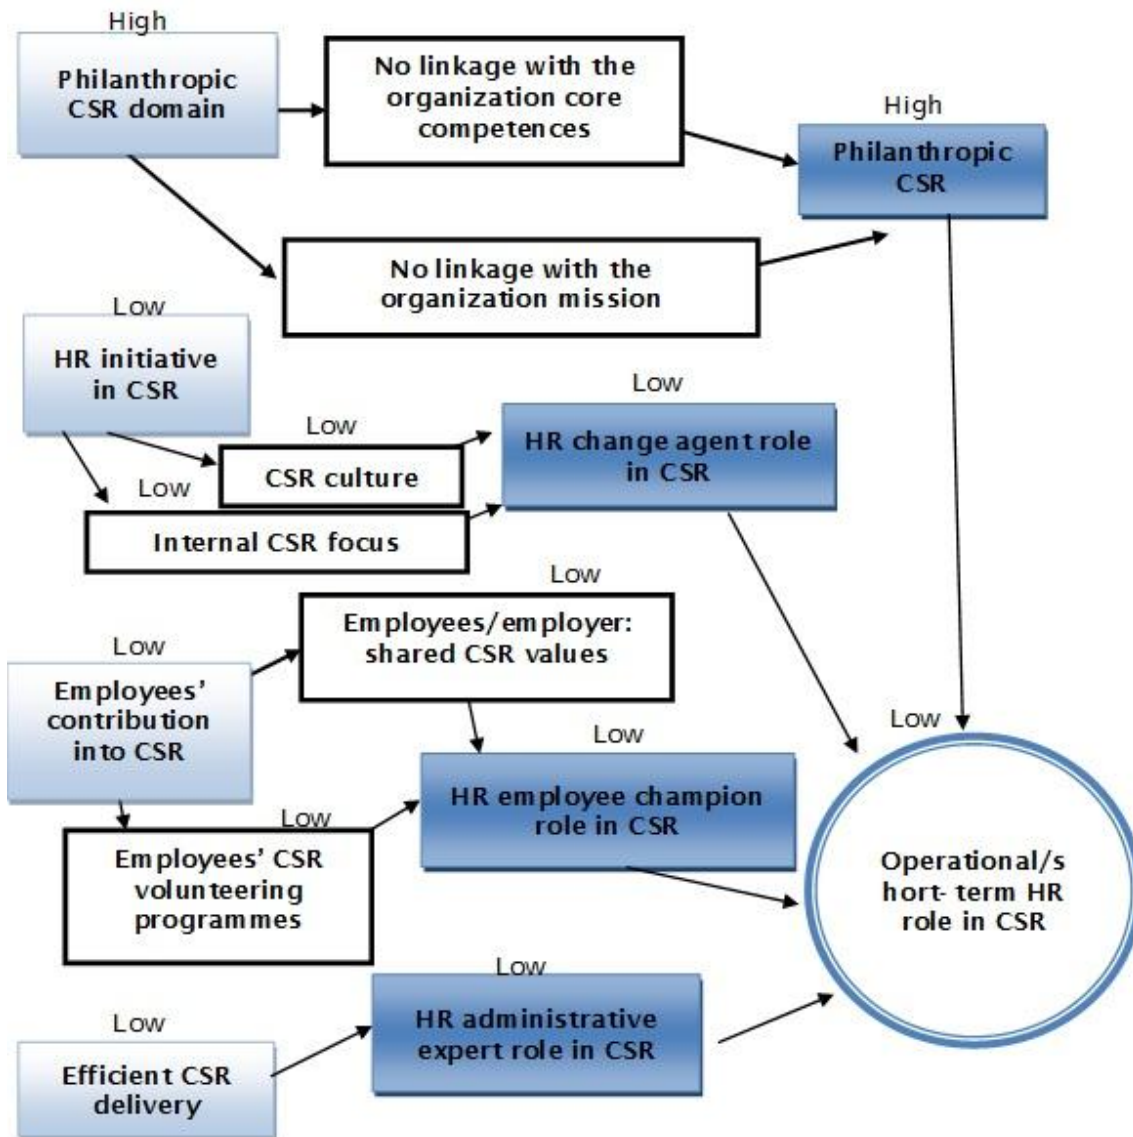 High
Philanthropic
CSR domain
No linkage with the
organization core
competences
High
Philanthropic
CSR
No linkage with the
organization mission
Low
HR initiative
in CSR
Low
CSR culture
Low
Internal CSR focus
Low
HR change agent role
in CSR
Low
Employees/employer:
shared CSR values
Low
Employees’
contribution
into CSR
Low
Employees’ CSR
volunteering
programmes
Low
HR employee champion
role in CSR
Low
Operational/s
hort- term HR
role in CSR
Low
HR administrative
expert role in CSR
Low
Efficient CSR
delivery